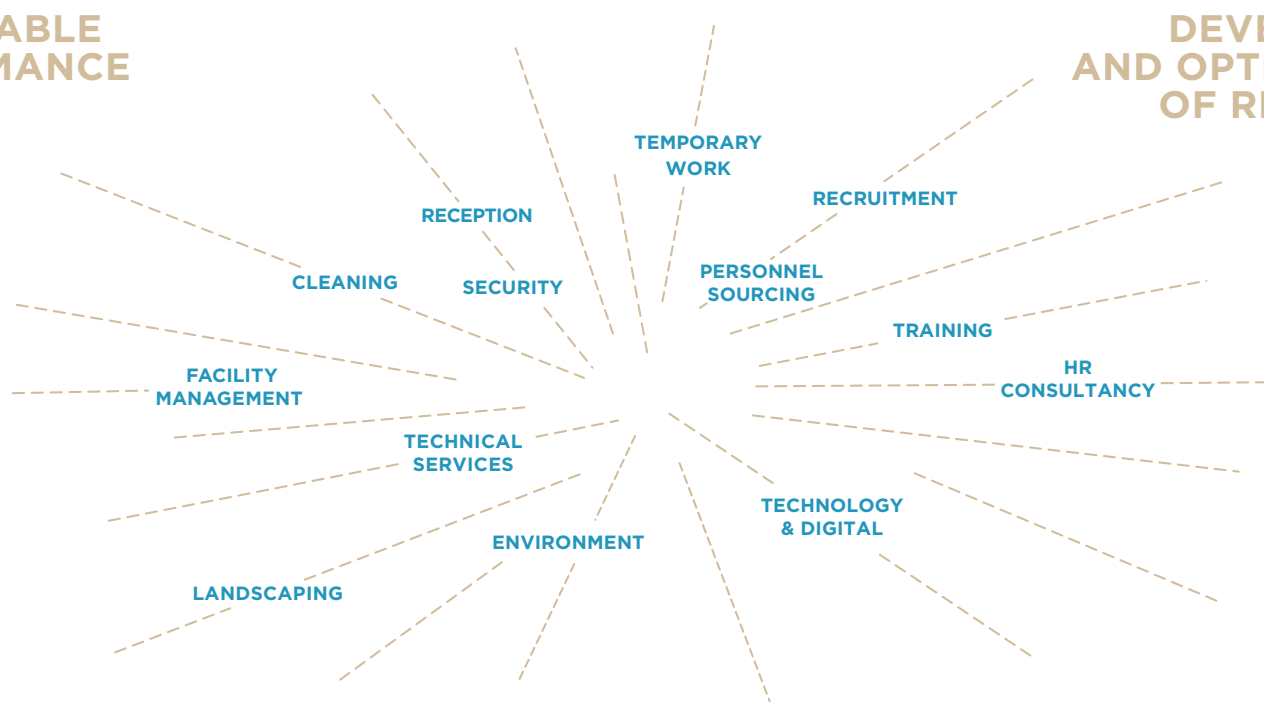 ABLE
MANCE
DEVE
AND OPTI
OF RE
TEMPORARY
WORK
RECRUITMENT
RECEPTION
PERSONNEL
SOURCING
CLEANING
SECURITY
TRAINING
HR
CONSULTANCY
FACILITY
MANAGEMENT
TECHNICAL
SERVICES
TECHNOLOGY
& DIGITAL
ENVIRONMENT
LANDSCAPING